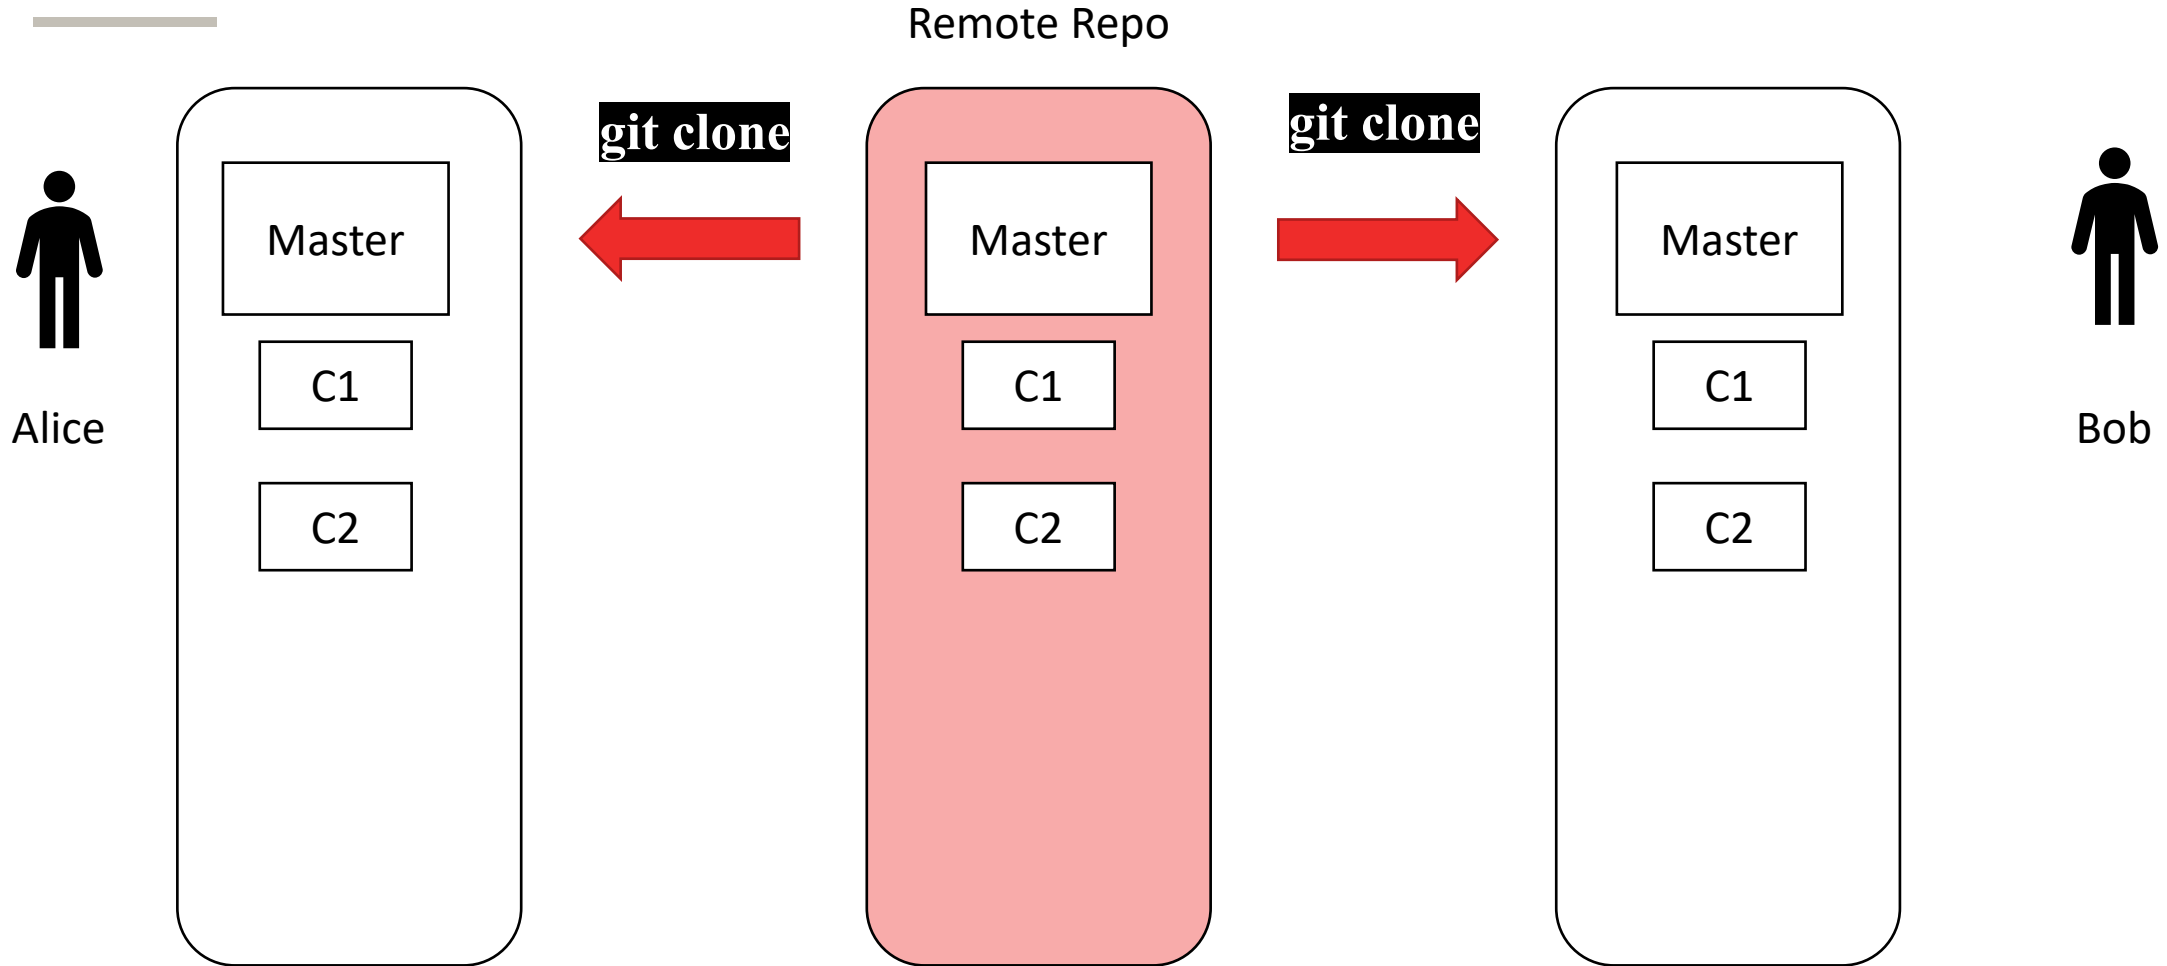 Remote Repo
git clone
git clone
Master
Master
Master
C1
C1
C1
Alice
Bob
C2
C2
C2